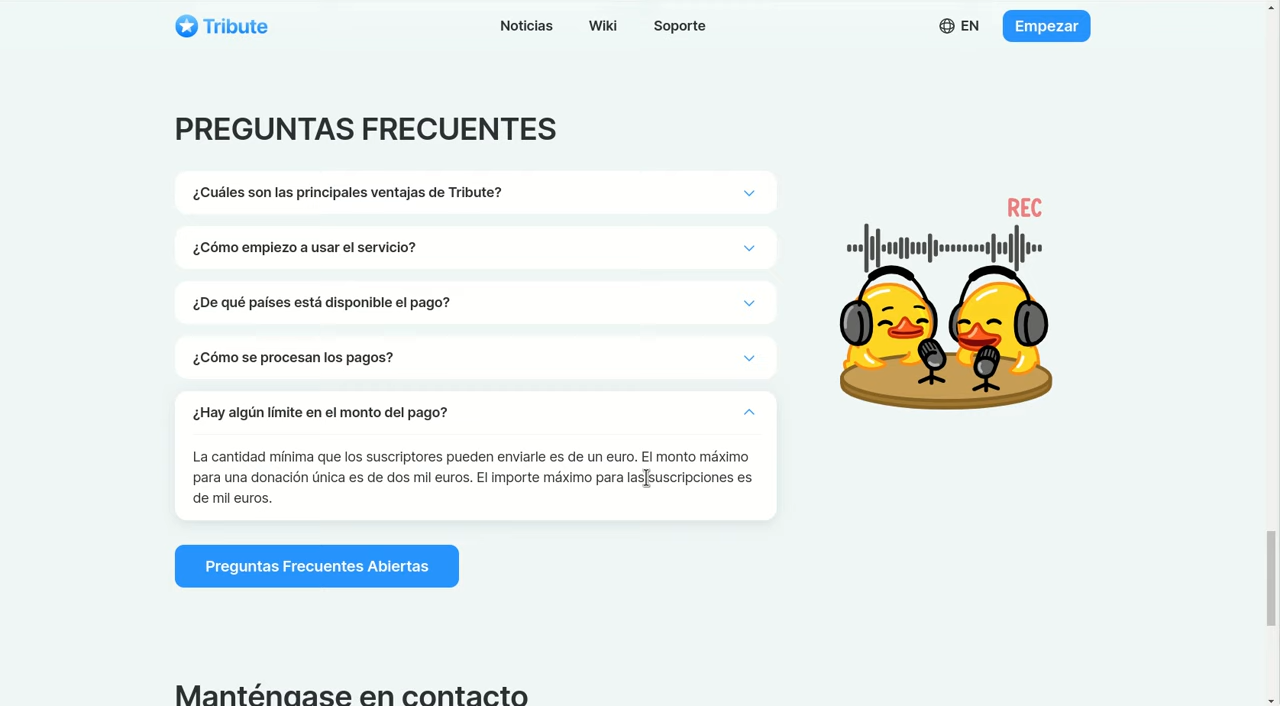 Tribute
Noticias
Wiki
Soporte
EN
Empezar
PREGUNTAS FRECUENTES
¿Cuáles son las principales ventajas de Tribute?
¿Cómo empiezo a usar el servicio?
¿De qué países está disponible el pago?
¿Cómo se procesan los pagos?
¿Hay algún límite en el monto del pago?
La cantidad mínima que los suscriptores pueden enviarle es de un euro. El monto máximo
para una donación única es de dos mil euros. El importe máximo para las suscripciones es
de mil euros.
REC
Preguntas Frecuentes Abiertas
Manténgase en contacto